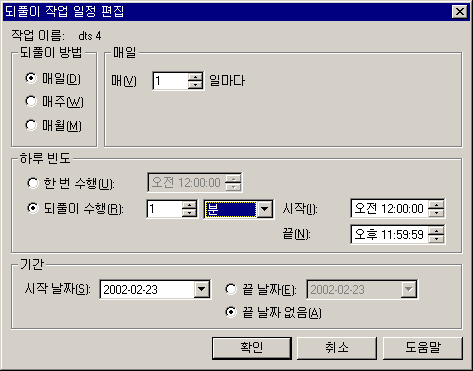 되풀이 작업 일정 편집
작업 이름: dts 4
되풀이 방법
매일(D)
매주(W)
매월(M)
매일
매(V) 1 일마다
하루 빈도
한 번 수행(U): 오전 12:00:00
되풀이 수행(R): 1 분 시작(I): 오전 12:00:00
끝(N): 오후 11:59:59
기간
시작 날짜(S): 2002-02-23 끝 날짜(E): 2002-02-23
끝 날짜 없음(A)
확인 취소 도움말